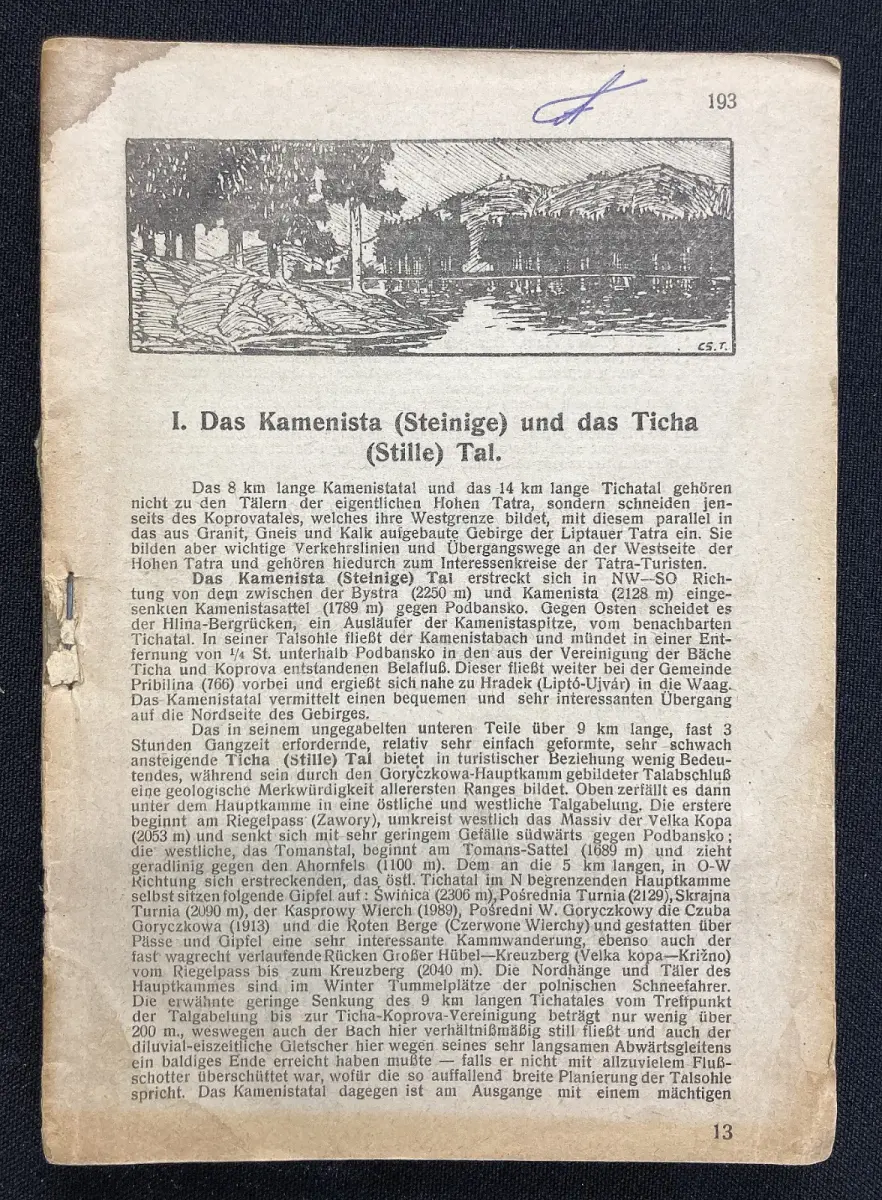 193
CS.T.
I. Das Kamenista (Steinige) und das Ticha
(Stille) Tal.
Das 8 km lange Kamenistatal und das 14 km lange Tichatal gehören
nicht zu den Tälern der eigentlichen Hohen Tatra, sondern schneiden jen-
seits des Koprovatales, welches ihre Westgrenze bildet, mit diesem parallel in
das aus Granit, Gneis und Kalk aufgebaute Gebirge der Liptauer Tatra ein. Sie
bilden aber wichtige Verkehrslinien und Übergangswege an der Westseite der
Hohen Tatra und gehören hiedurch zum Interessenkreise der Tatra-Turisten.
Das Kamenista (Steinige) Tal erstreckt sich in NW—SO Rich-
tung von dem zwischen der Bystra (2250 m) und Kamenista (2128 m) einge-
senkten Kamenistasattel (1789 m) gegen Podbansko. Gegen Osten scheidet es
der Hlina-Bergrücken, ein Ausläufer der Kamenistaspitze, vom benachbarten
Tichatal. In seiner Talsohle fließt der Kamenistabach und mündet in einer Ent-
fernung von ¼ St. unterhalb Podbansko in den aus der Vereinigung der Bäche
Ticha und Koprova entstandenen Belafluß. Dieser fließt weiter bei der Gemeinde
Pribilina (766) vorbei und ergießt sich nahe zu Hradek (Liptó-Ujvár) in die Waag.
Das Kamenistatal vermittelt einen bequemen und sehr interessanten Übergang
auf die Nordseite des Gebirges.
Das in seinem ungegabelten unteren Teile über 9 km lange, fast 3
Stunden Gangzeit erfordernde, relativ sehr einfach geformte, sehr schwach
ansteigende Ticha (Stille) Tal bietet in turistischer Beziehung wenig Bedeu-
tendes, während sein durch den Goryczkowa-Hauptkamm gebildeter Talabschluß
eine geologische Merkwürdigkeit allerersten Ranges bildet. Oben zerfällt es dann
unter dem Hauptkamme in eine östliche und westliche Talgabelung. Die erstere
beginnt am Riegelpass (Zawory), umkreist westlich das Massiv der Velka Kopa
(2053 m) und senkt sich mit sehr geringem Gefälle südwärts gegen Podbansko;
die westliche, das Tomanstal, beginnt am Tomans-Sattel (1689 m) und zieht
geradlinig gegen den Ahornfels (1100 m). Dem an die 5 km langen, in O-W
Richtung sich erstreckenden, das östl. Tichatal im N begrenzenden Hauptkamme
selbst sitzen folgende Gipfel auf: Swinica (2306 m), Pośrednia Turnia (2129), Skrajna
Turnia (2090 m), der Kasprowy Wierch (1989), Pośredni W. Goryczkowy die Czuba
Goryczkowa (1913) und die Roten Berge (Czerwone Wierchy) und gestatten über
Pässe und Gipfel eine sehr interessante Kammwanderung, ebenso auch der
fast wagrecht verlaufende Rücken Großer Hübel—Kreuzberg (Velka kopa—Križno)
vom Riegelpass bis zum Kreuzberg (2040 m). Die Nordhänge und Täler des
Hauptkammes sind im Winter Tummelplätze der polnischen Schneefahrer.
Die erwähnte geringe Senkung des 9 km langen Tichatales vom Treffpunkt
der Talgabelung bis zur Ticha-Koprova-Vereinigung beträgt nur wenig über
200 m., weswegen auch der Bach hier verhältnißmäßig still fließt und auch der
diluvial-eiszeitliche Gletscher hier wegen seines sehr langsamen Abwärtsgleitens
ein baldiges Ende erreicht haben mußte — falls er nicht mit allzuvielem Fluß-
schotter überschüttet war, wofür die so auffallend breite Planierung der Talsohle
spricht. Das Kamenistatal dagegen ist am Ausgange mit einem mächtigen
13